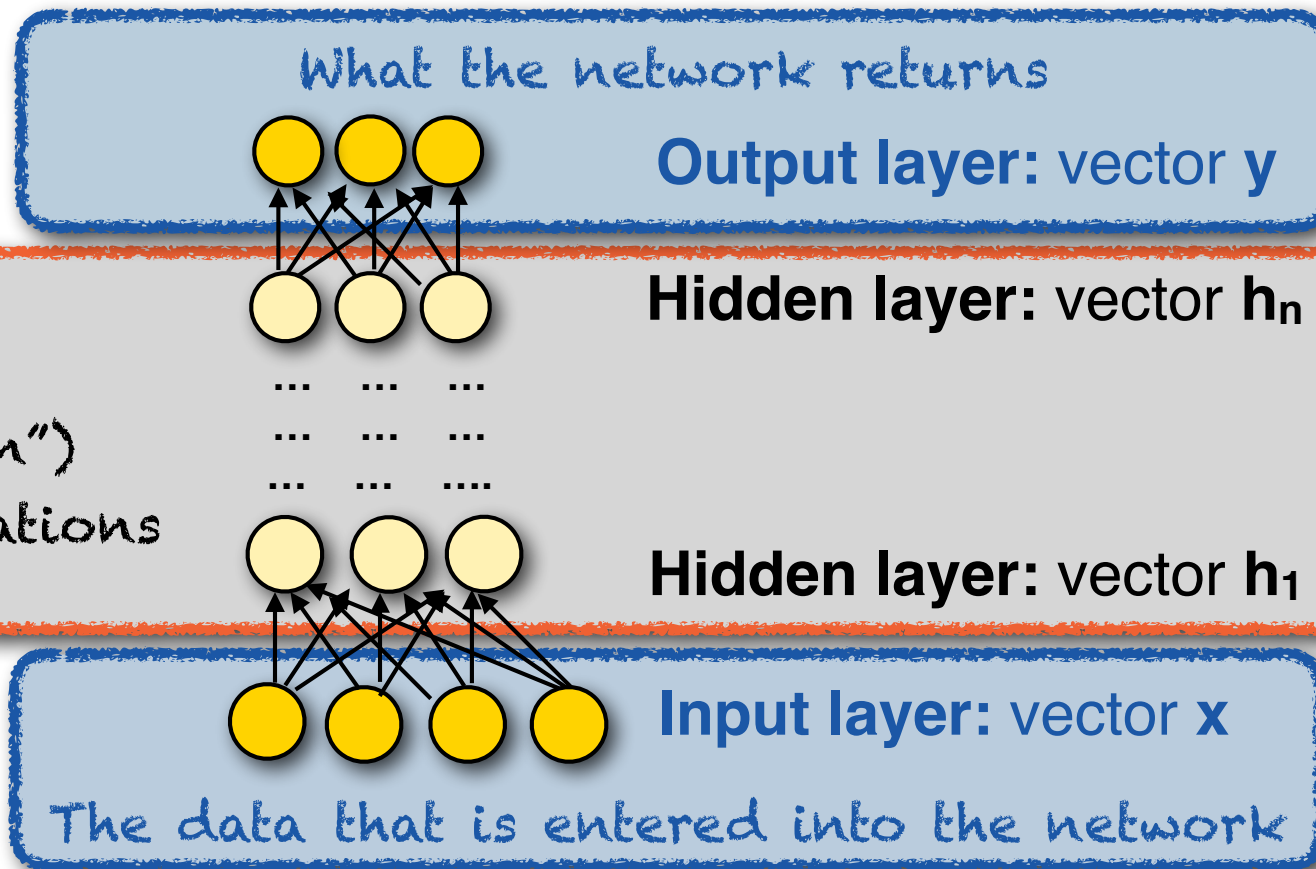 What the network returns
Output layer: vector y
Hidden layer: vector hn
... ... ...
... ... ...
... ... ....
n”)
ations
Hidden layer: vector h1
Input layer: vector x
The data that is entered into the network